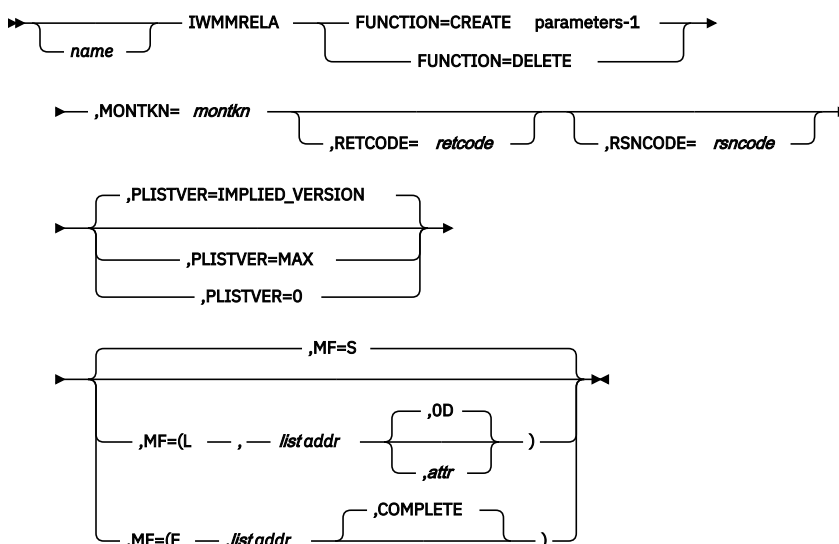 IWMMRELA FUNCTION=CREATE parameters-1
name
FUNCTION=DELETE
,MONTKN= montkn
,RETCODE= retcode ,RSNCODE= rsncode
,PLISTVER=IMPLIED_VERSION
,PLISTVER=MAX
,PLISTVER=0
,MF=S
,0D
,MF=(L , list addr )
,attr
,COMPLETE
,MF=(E ,list addr )